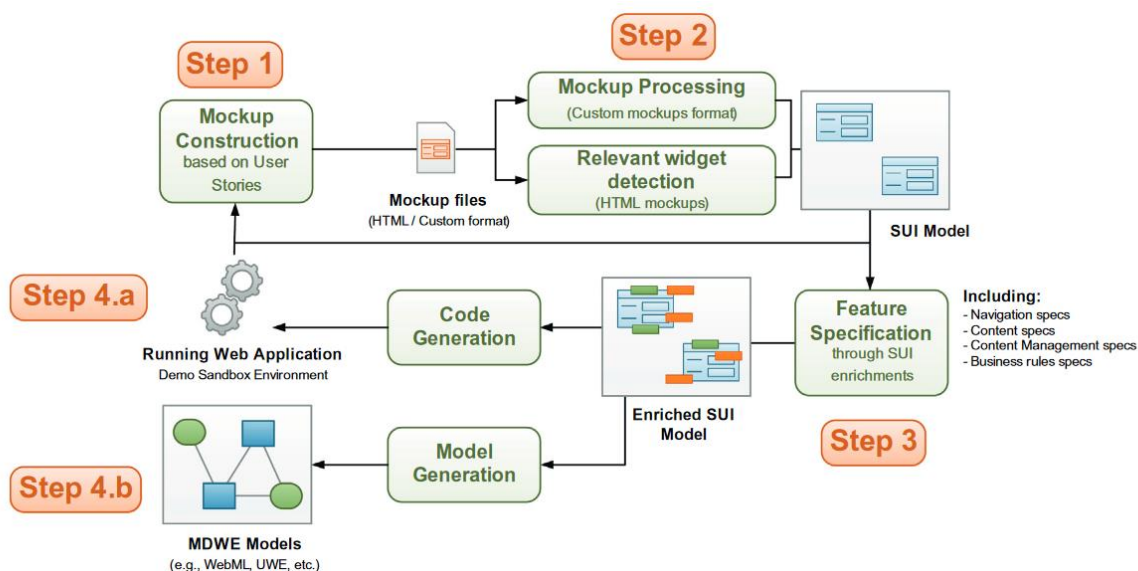 Step 1
Step 2
Mockup
Construction
based on User
Stories
Mockup files
(HTML / Custom format)
Mockup Processing
(Custom mockups format)
Relevant widget
detection
(HTML mockups)
SUI Model
Step 4.a
Running Web Application
Demo Sandbox Environment
Code
Generation
Enriched SUI
Model
Feature
Specification
through SUI
enrichments
Including:
- Navigation specs
- Content specs
- Content Management specs
- Business rules specs
Step 3
Step 4.b
Model
Generation
MDWE Models
(e.g., WebML, UWE, etc.)